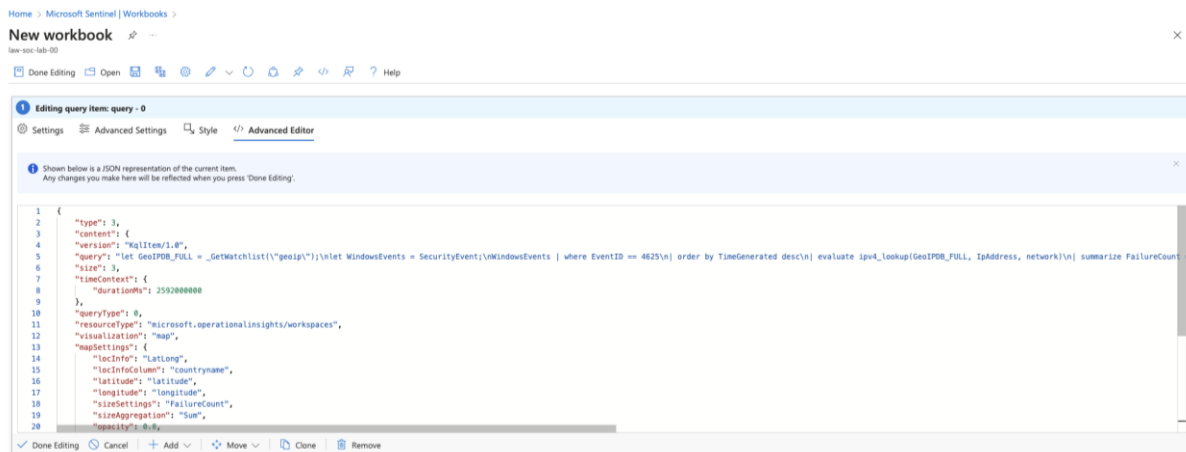 Home > Microsoft Sentinel | Workbooks >
New workbook ...
law-soc-lab-00
Done Editing Open Help
1 Editing query item: query - 0
Settings Advanced Settings Style </> Advanced Editor
Shown below is a JSON representation of the current item.
Any changes you make here will be reflected when you press 'Done Editing'.
1 {
2 "type": 3,
3 "content": {
4 "version": "KqlItem/1.0",
5 "query": "let GeoIPDB_FULL = _GetWatchlist(\"geoip\");\nlet WindowsEvents = SecurityEvent;\nWindowsEvents | where EventID == 4625\n| order by TimeGenerated desc\n| evaluate ipv4_lookup(GeoIPDB_FULL, IpAddress, network)\n| summarize FailureCount
6 "size": 3,
7 "timeContext": {
8 "durationMs": 2592000000
9 },
10 "queryType": 0,
11 "resourceType": "microsoft.operationalinsights/workspaces",
12 "visualization": "map",
13 "mapSettings": {
14 "locInfo": "LatLong",
15 "locInfoColumn": "countryname",
16 "latitude": "latitude",
17 "longitude": "longitude",
18 "sizeSettings": "FailureCount",
19 "sizeAggregation": "Sum",
20 "opacity": 0.8,
Done Editing Cancel Add Move Clone Remove